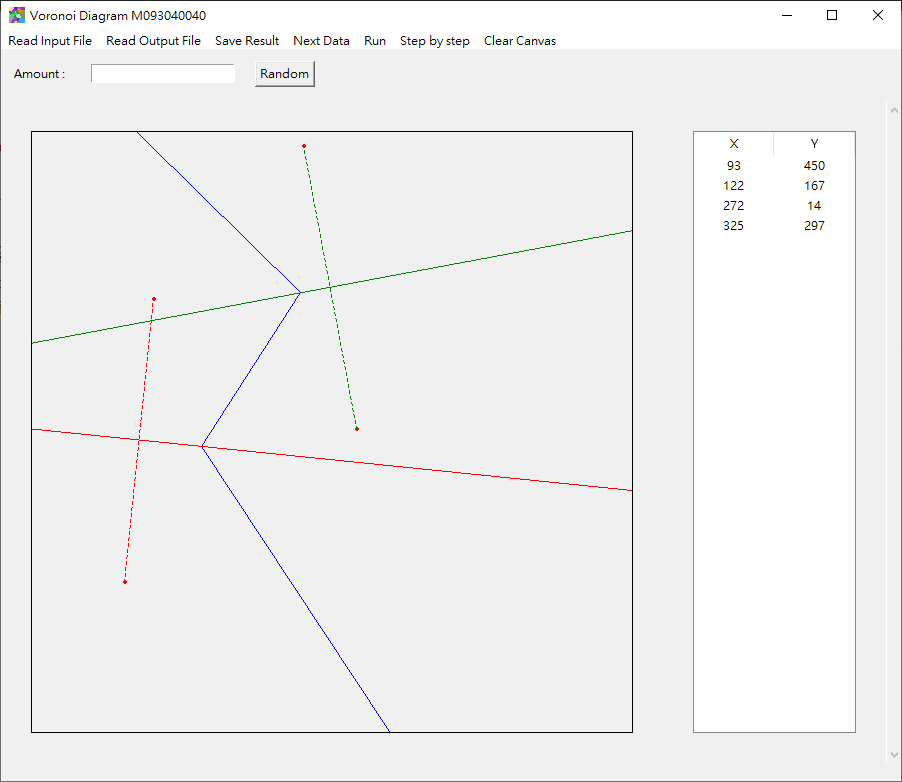 Voronoi Diagram M093040040
Read Input File Read Output File Save Result Next Data Run Step by step Clear Canvas
Amount : Random
X Y
93 450
122 167
272 14
325 297